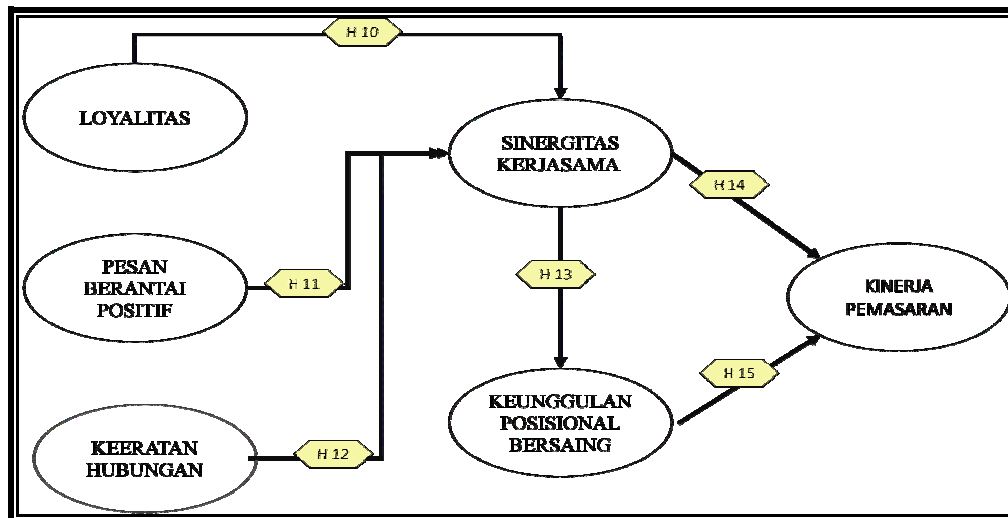 H 10
LOYALITAS
SINERGITAS
KERJASAMA
H 14
PESAN
BERANTAI
POSITIF
H 11
H 13
KINERJA
PEMASARAN
H 15
KEUNGGULAN
POSISIONAL
BERSAING
KEERATAN
HUBUNGAN
H 12